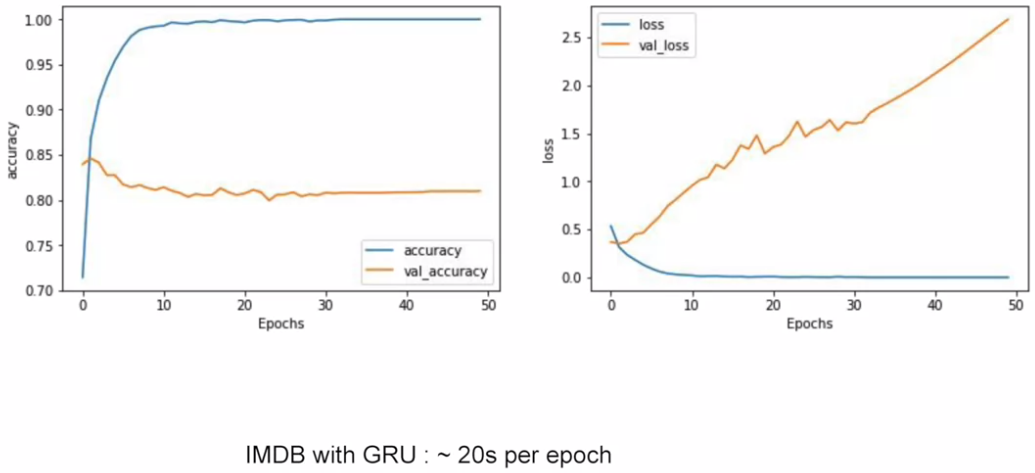 1.00
0.95
0.90
0.85
0.80
0.75
0.70
accuracy
accuracy
val_accuracy
0
10
20
30
40
50
Epochs
loss
val_loss
2.5
2.0
1.5
1.0
0.5
0.0
loss
0
10
20
30
40
50
Epochs
IMDB with GRU : ~ 20s per epoch